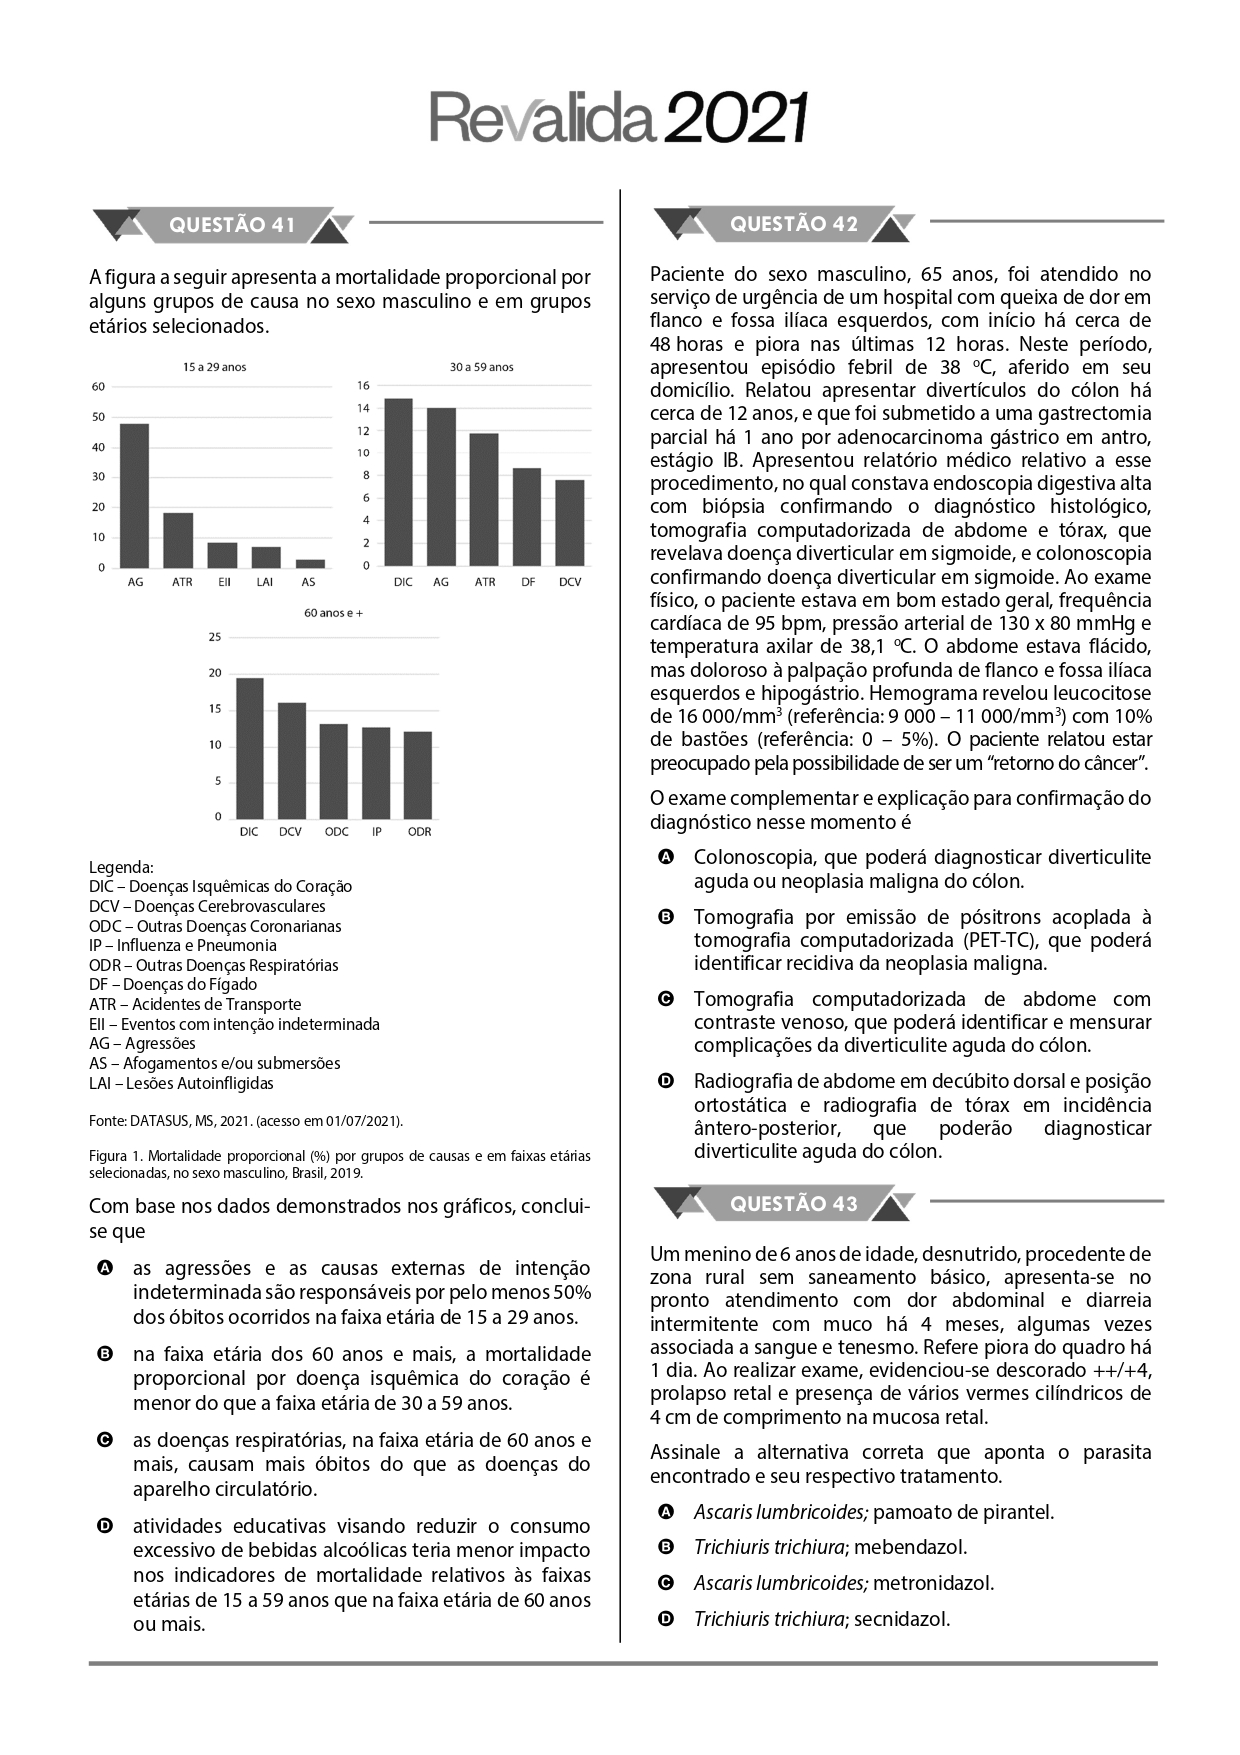 Revalida 2021
QUESTÃO 41
A figura a seguir apresenta a mortalidade proporcional por
alguns grupos de causa no sexo masculino e em grupos
etários selecionados.
15 a 29 anos
60
50
40
30
20
10
0
AG ATR EII LAI AS
30 a 59 anos
16
14
12
10
8
6
4
2
0
DIC AG ATR DF DCV
60 anos e +
25
20
15
10
5
0
DIC DCV ODC IP ODR
Legenda:
DIC – Doenças Isquêmicas do Coração
DCV – Doenças Cerebrovasculares
ODC – Outras Doenças Coronarianas
IP – Influenza e Pneumonia
ODR – Outras Doenças Respiratórias
DF – Doenças do Fígado
ATR – Acidentes de Transporte
EII – Eventos com intenção indeterminada
AG – Agressões
AS – Afogamentos e/ou submersões
LAI – Lesões Autoinfligidas
Fonte: DATASUS, MS, 2021. (acesso em 01/07/2021).
Figura 1. Mortalidade proporcional (%) por grupos de causas e em faixas etárias
selecionadas, no sexo masculino, Brasil, 2019.
Com base nos dados demonstrados nos gráficos, conclui-
se que
A as agressões e as causas externas de intenção
indeterminada são responsáveis por pelo menos 50%
dos óbitos ocorridos na faixa etária de 15 a 29 anos.
B na faixa etária dos 60 anos e mais, a mortalidade
proporcional por doença isquêmica do coração é
menor do que a faixa etária de 30 a 59 anos.
C as doenças respiratórias, na faixa etária de 60 anos e
mais, causam mais óbitos do que as doenças do
aparelho circulatório.
D atividades educativas visando reduzir o consumo
excessivo de bebidas alcoólicas teria menor impacto
nos indicadores de mortalidade relativos às faixas
etárias de 15 a 59 anos que na faixa etária de 60 anos
ou mais.
QUESTÃO 42
Paciente do sexo masculino, 65 anos, foi atendido no
serviço de urgência de um hospital com queixa de dor em
flanco e fossa ilíaca esquerdos, com início há cerca de
48 horas e piora nas últimas 12 horas. Neste período,
apresentou episódio febril de 38 ºC, aferido em seu
domicílio. Relatou apresentar divertículos do cólon há
cerca de 12 anos, e que foi submetido a uma gastrectomia
parcial há 1 ano por adenocarcinoma gástrico em antro,
estágio IB. Apresentou relatório médico relativo a esse
procedimento, no qual constava endoscopia digestiva alta
com biópsia confirmando o diagnóstico histológico,
tomografia computadorizada de abdome e tórax, que
revelava doença diverticular em sigmoide, e colonoscopia
confirmando doença diverticular em sigmoide. Ao exame
físico, o paciente estava em bom estado geral, frequência
cardíaca de 95 bpm, pressão arterial de 130 x 80 mmHg e
temperatura axilar de 38,1 ºC. O abdome estava flácido,
mas doloroso à palpação profunda de flanco e fossa ilíaca
esquerdos e hipogástrio. Hemograma revelou leucocitose
de 16 000/mm³ (referência: 9 000 – 11 000/mm³) com 10%
de bastões (referência: 0 – 5%). O paciente relatou estar
preocupado pela possibilidade de ser um “retorno do câncer”.
O exame complementar e explicação para confirmação do
diagnóstico nesse momento é
A Colonoscopia, que poderá diagnosticar diverticulite
aguda ou neoplasia maligna do cólon.
B Tomografia por emissão de pósitrons acoplada à
tomografia computadorizada (PET-TC), que poderá
identificar recidiva da neoplasia maligna.
C Tomografia computadorizada de abdome com
contraste venoso, que poderá identificar e mensurar
complicações da diverticulite aguda do cólon.
D Radiografia de abdome em decúbito dorsal e posição
ortostática e radiografia de tórax em incidência
ântero-posterior, que poderão diagnosticar
diverticulite aguda do cólon.
QUESTÃO 43
Um menino de 6 anos de idade, desnutrido, procedente de
zona rural sem saneamento básico, apresenta-se no
pronto atendimento com dor abdominal e diarreia
intermitente com muco há 4 meses, algumas vezes
associada a sangue e tenesmo. Refere piora do quadro há
1 dia. Ao realizar exame, evidenciou-se descorado ++/+4,
prolapso retal e presença de vários vermes cilíndricos de
4 cm de comprimento na mucosa retal.
Assinale a alternativa correta que aponta o parasita
encontrado e seu respectivo tratamento.
A Ascaris lumbricoides; pamoato de pirantel.
B Trichiuris trichiura; mebendazol.
C Ascaris lumbricoides; metronidazol.
D Trichiuris trichiura; secnidazol.